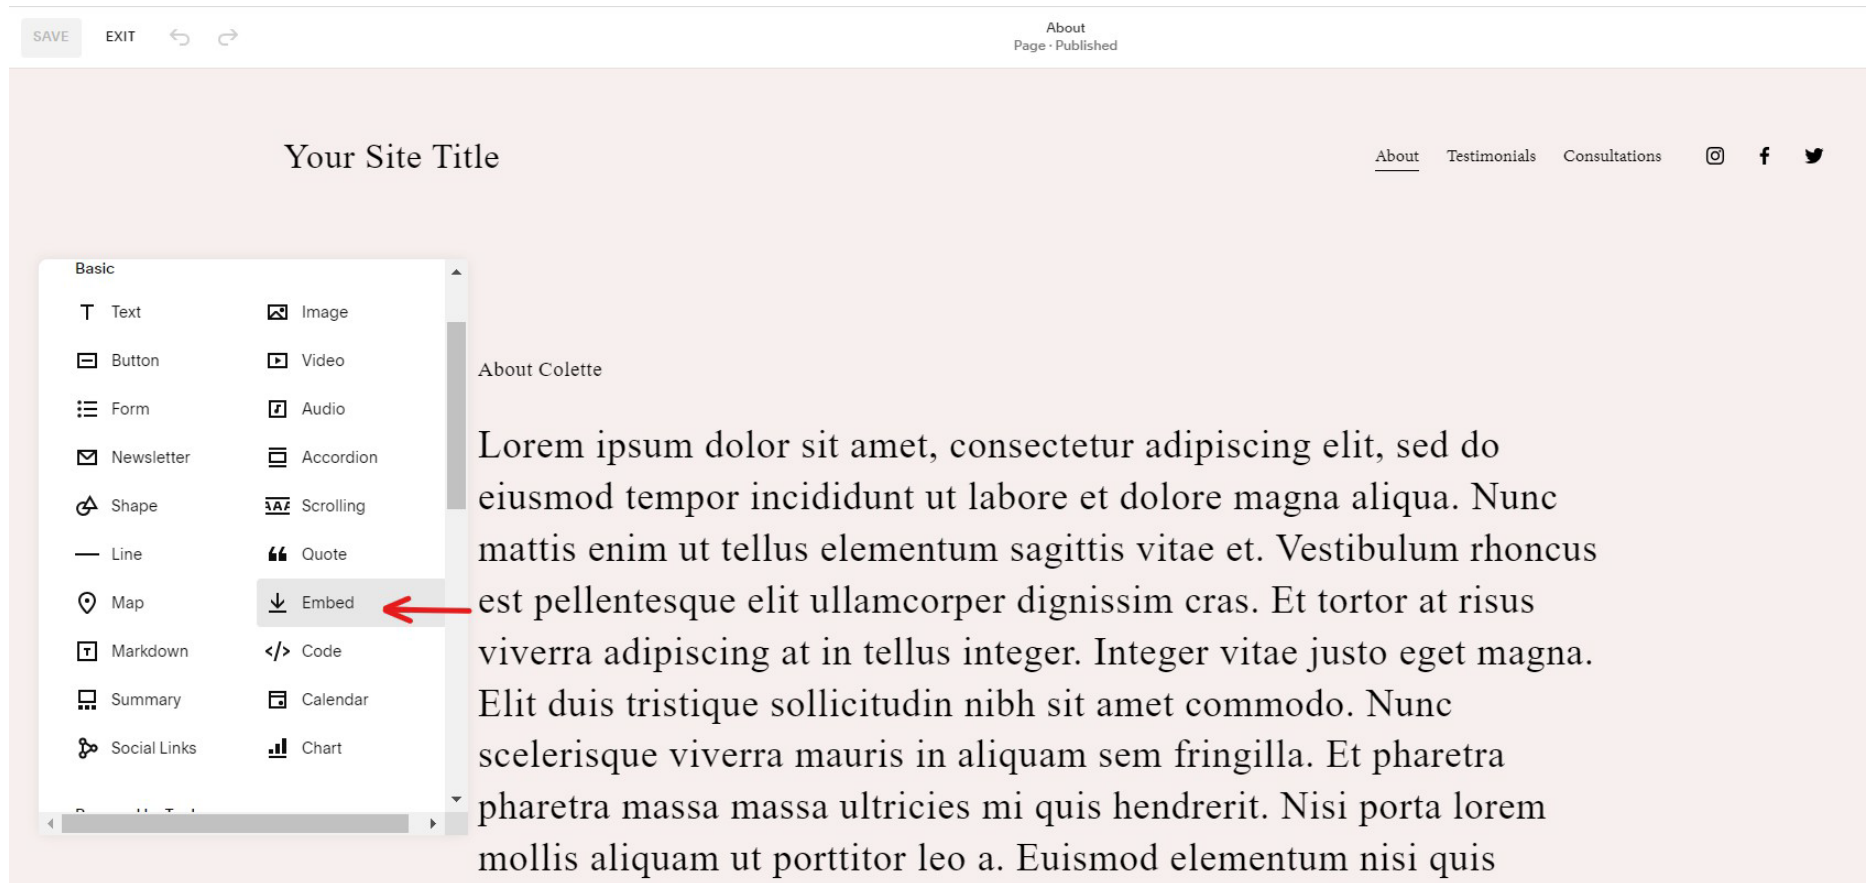 SAVE EXIT
About
Page · Published
Your Site Title
About Testimonials Consultations
Basic
Text Image
Button Video
Form Audio
Newsletter Accordion
Shape Scrolling
Line Quote
Map Embed
Markdown Code
Summary Calendar
Social Links Chart
About Colette
Lorem ipsum dolor sit amet, consectetur adipiscing elit, sed do
eiusmod tempor incididunt ut labore et dolore magna aliqua. Nunc
mattis enim ut tellus elementum sagittis vitae et. Vestibulum rhoncus
est pellentesque elit ullamcorper dignissim cras. Et tortor at risus
viverra adipiscing at in tellus integer. Integer vitae justo eget magna.
Elit duis tristique sollicitudin nibh sit amet commodo. Nunc
scelerisque viverra mauris in aliquam sem fringilla. Et pharetra
pharetra massa massa ultricies mi quis hendrerit. Nisi porta lorem
mollis aliquam ut porttitor leo a. Euismod elementum nisi quis